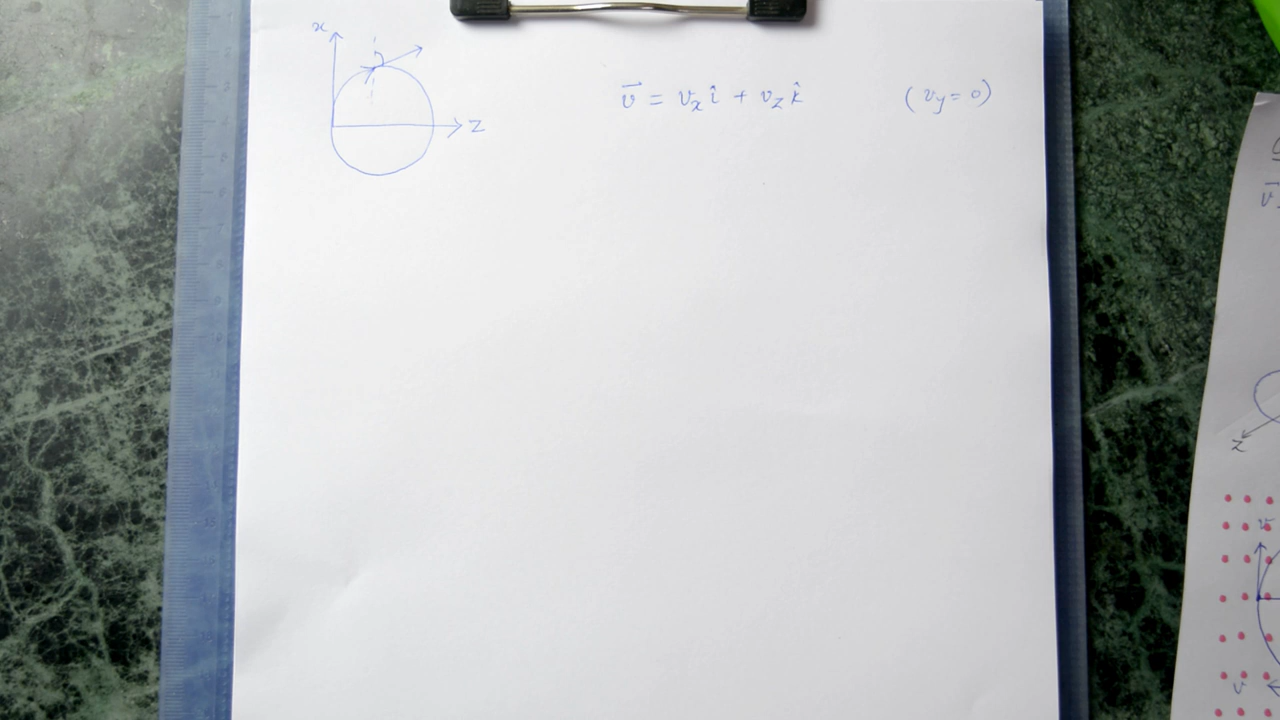 x
z
v⃗ = vₓ î + v_z k̂ (v_y = 0)
v
z
v